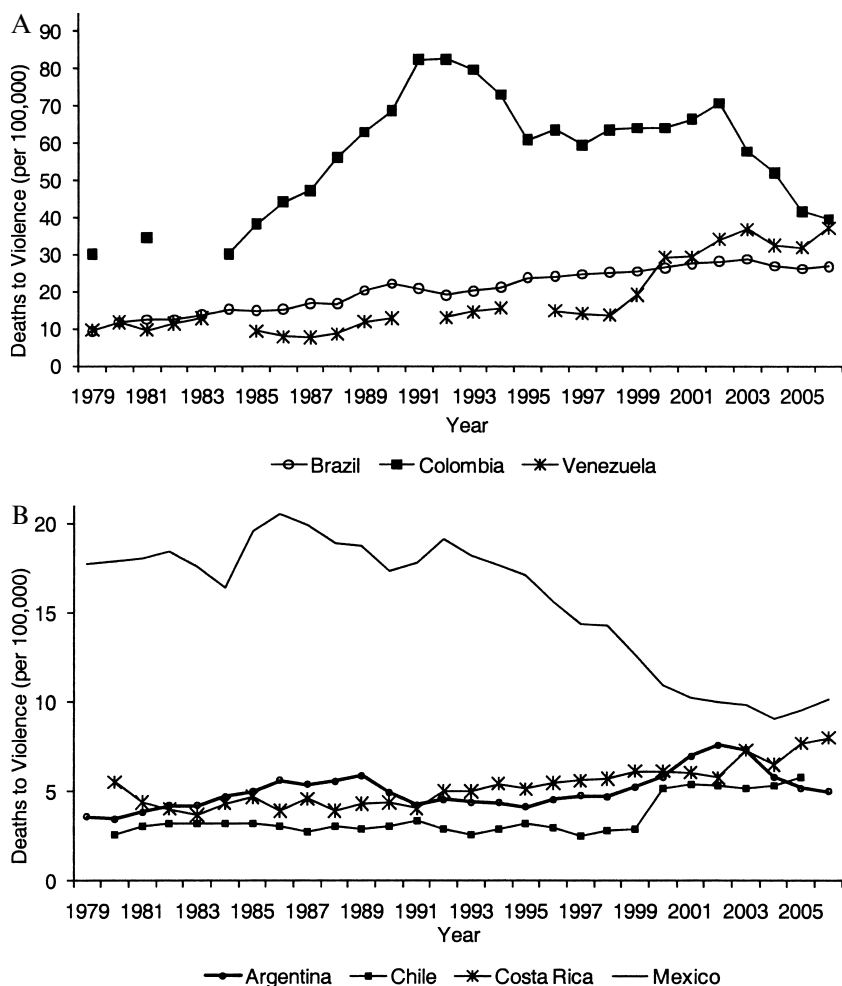 A
Deaths to Violence (per 100,000)
90
80
70
60
50
40
30
20
10
0
1979 1981 1983 1985 1987 1989 1991 1993 1995 1997 1999 2001 2003 2005
Year
Brazil Colombia Venezuela
B
Deaths to Violence (per 100,000)
20
15
10
5
0
1979 1981 1983 1985 1987 1989 1991 1993 1995 1997 1999 2001 2003 2005
Year
Argentina Chile Costa Rica Mexico